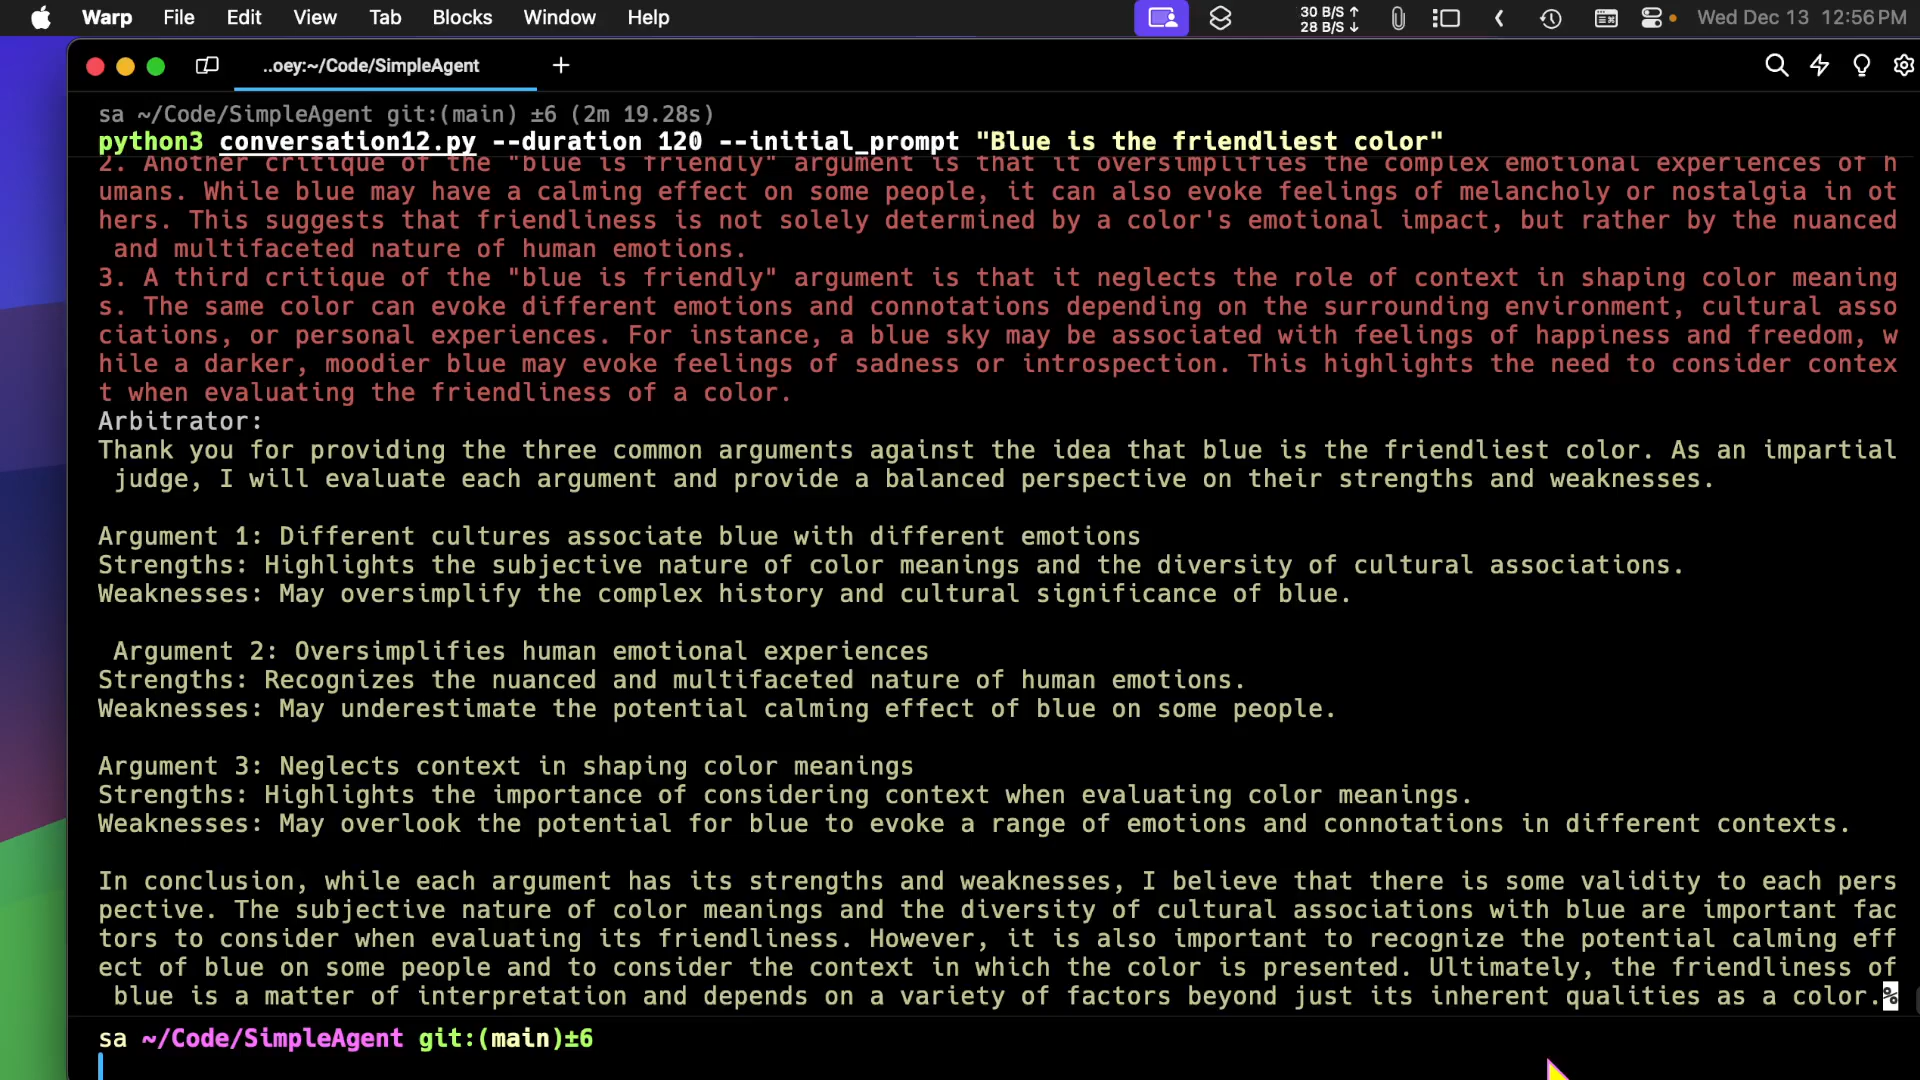 Warp File Edit View Tab Blocks Window Help 30 B/S ↑ 28 B/S ↓ Wed Dec 13 12:56 PM
..oey:~/Code/SimpleAgent +
sa ~/Code/SimpleAgent git:(main) ±6 (2m 19.28s)
python3 conversation12.py --duration 120 --initial_prompt "Blue is the friendliest color"
2. Another critique of the "blue is friendly" argument is that it oversimplifies the complex emotional experiences of h
umans. While blue may have a calming effect on some people, it can also evoke feelings of melancholy or nostalgia in ot
hers. This suggests that friendliness is not solely determined by a color's emotional impact, but rather by the nuanced
and multifaceted nature of human emotions.
3. A third critique of the "blue is friendly" argument is that it neglects the role of context in shaping color meaning
s. The same color can evoke different emotions and connotations depending on the surrounding environment, cultural asso
ciations, or personal experiences. For instance, a blue sky may be associated with feelings of happiness and freedom, w
hile a darker, moodier blue may evoke feelings of sadness or introspection. This highlights the need to consider contex
t when evaluating the friendliness of a color.
Arbitrator:
Thank you for providing the three common arguments against the idea that blue is the friendliest color. As an impartial
judge, I will evaluate each argument and provide a balanced perspective on their strengths and weaknesses.
Argument 1: Different cultures associate blue with different emotions
Strengths: Highlights the subjective nature of color meanings and the diversity of cultural associations.
Weaknesses: May oversimplify the complex history and cultural significance of blue.
Argument 2: Oversimplifies human emotional experiences
Strengths: Recognizes the nuanced and multifaceted nature of human emotions.
Weaknesses: May underestimate the potential calming effect of blue on some people.
Argument 3: Neglects context in shaping color meanings
Strengths: Highlights the importance of considering context when evaluating color meanings.
Weaknesses: May overlook the potential for blue to evoke a range of emotions and connotations in different contexts.
In conclusion, while each argument has its strengths and weaknesses, I believe that there is some validity to each pers
pective. The subjective nature of color meanings and the diversity of cultural associations with blue are important fac
tors to consider when evaluating its friendliness. However, it is also important to recognize the potential calming eff
ect of blue on some people and to consider the context in which the color is presented. Ultimately, the friendliness of
blue is a matter of interpretation and depends on a variety of factors beyond just its inherent qualities as a color.%
sa ~/Code/SimpleAgent git:(main)±6